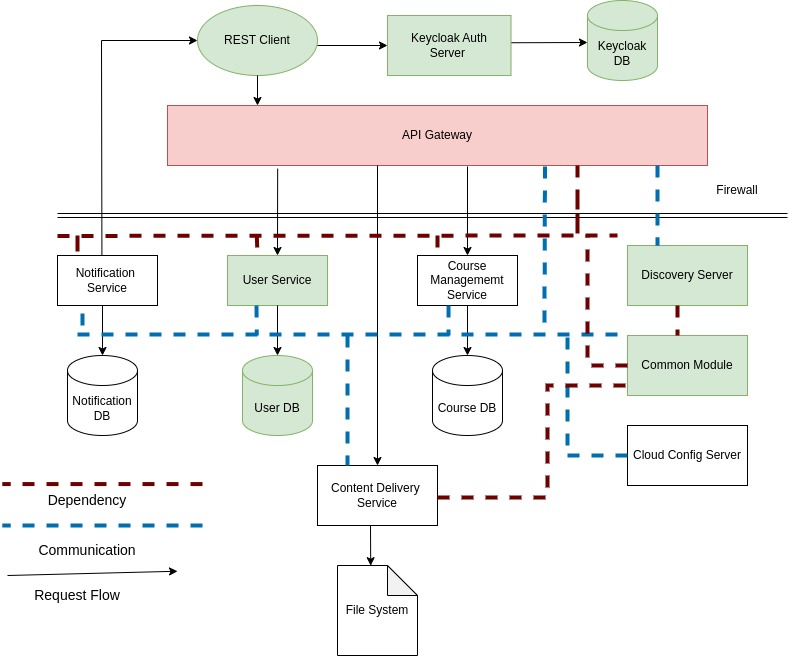 REST Client
Keycloak Auth
Server
Keycloak
DB
API Gateway
Firewall
Notification
Service
User Service
Course
Managememt
Service
Discovery Server
Notification
DB
User DB
Course DB
Common Module
Cloud Config Server
Content Delivery
Service
Dependency
Communication
Request Flow
File System